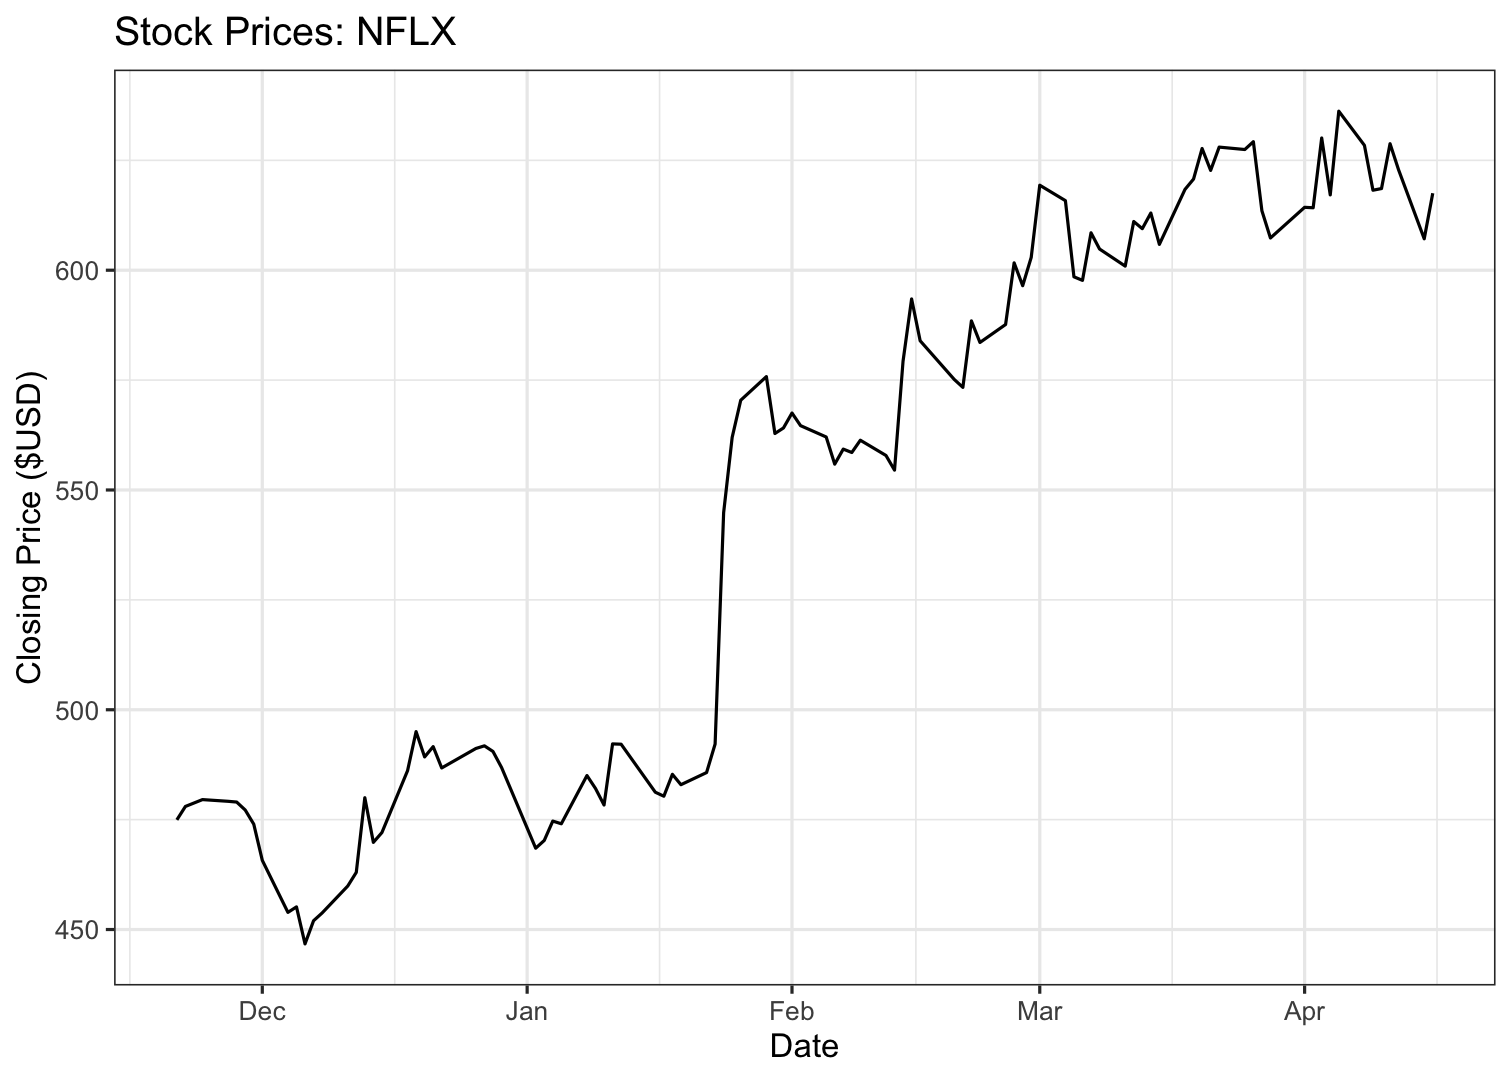 Stock Prices: NFLX
Closing Price ($USD)
600
550
500
450
Dec Jan Feb Mar Apr
Date